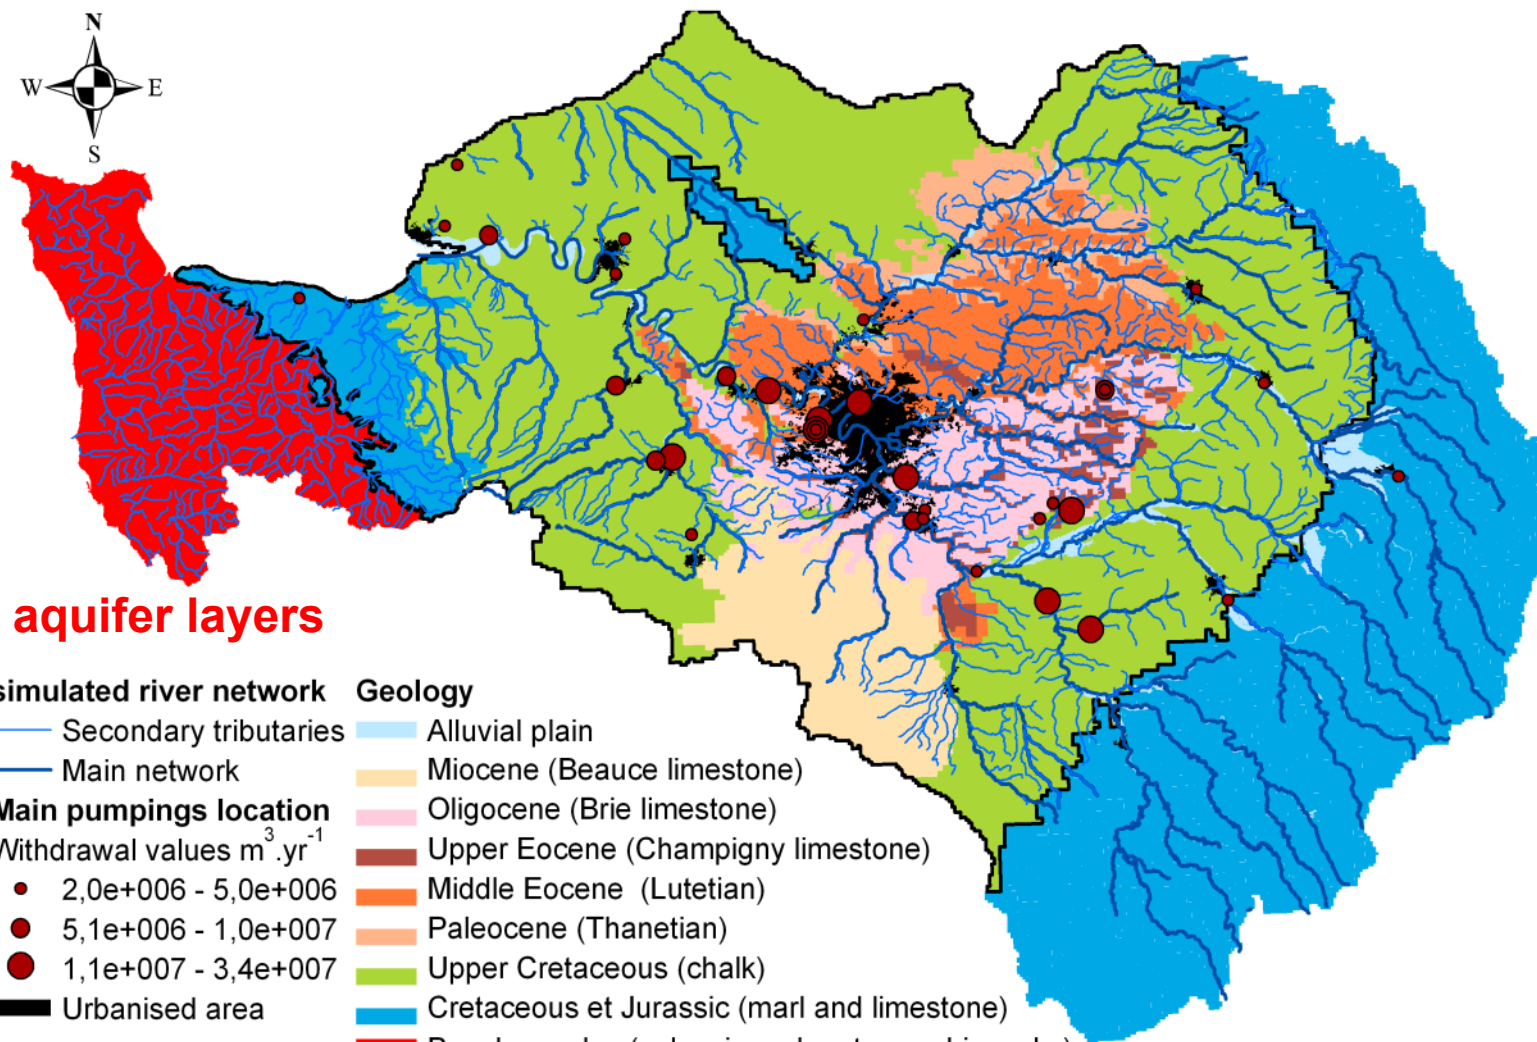 N
W E
S
aquifer layers
simulated river network
Secondary tributaries
Main network
Main pumpings location
Withdrawal values m³.yr⁻¹
2,0e+006 - 5,0e+006
5,1e+006 - 1,0e+007
1,1e+007 - 3,4e+007
Urbanised area
Geology
Alluvial plain
Miocene (Beauce limestone)
Oligocene (Brie limestone)
Upper Eocene (Champigny limestone)
Middle Eocene (Lutetian)
Paleocene (Thanetian)
Upper Cretaceous (chalk)
Cretaceous et Jurassic (marl and limestone)